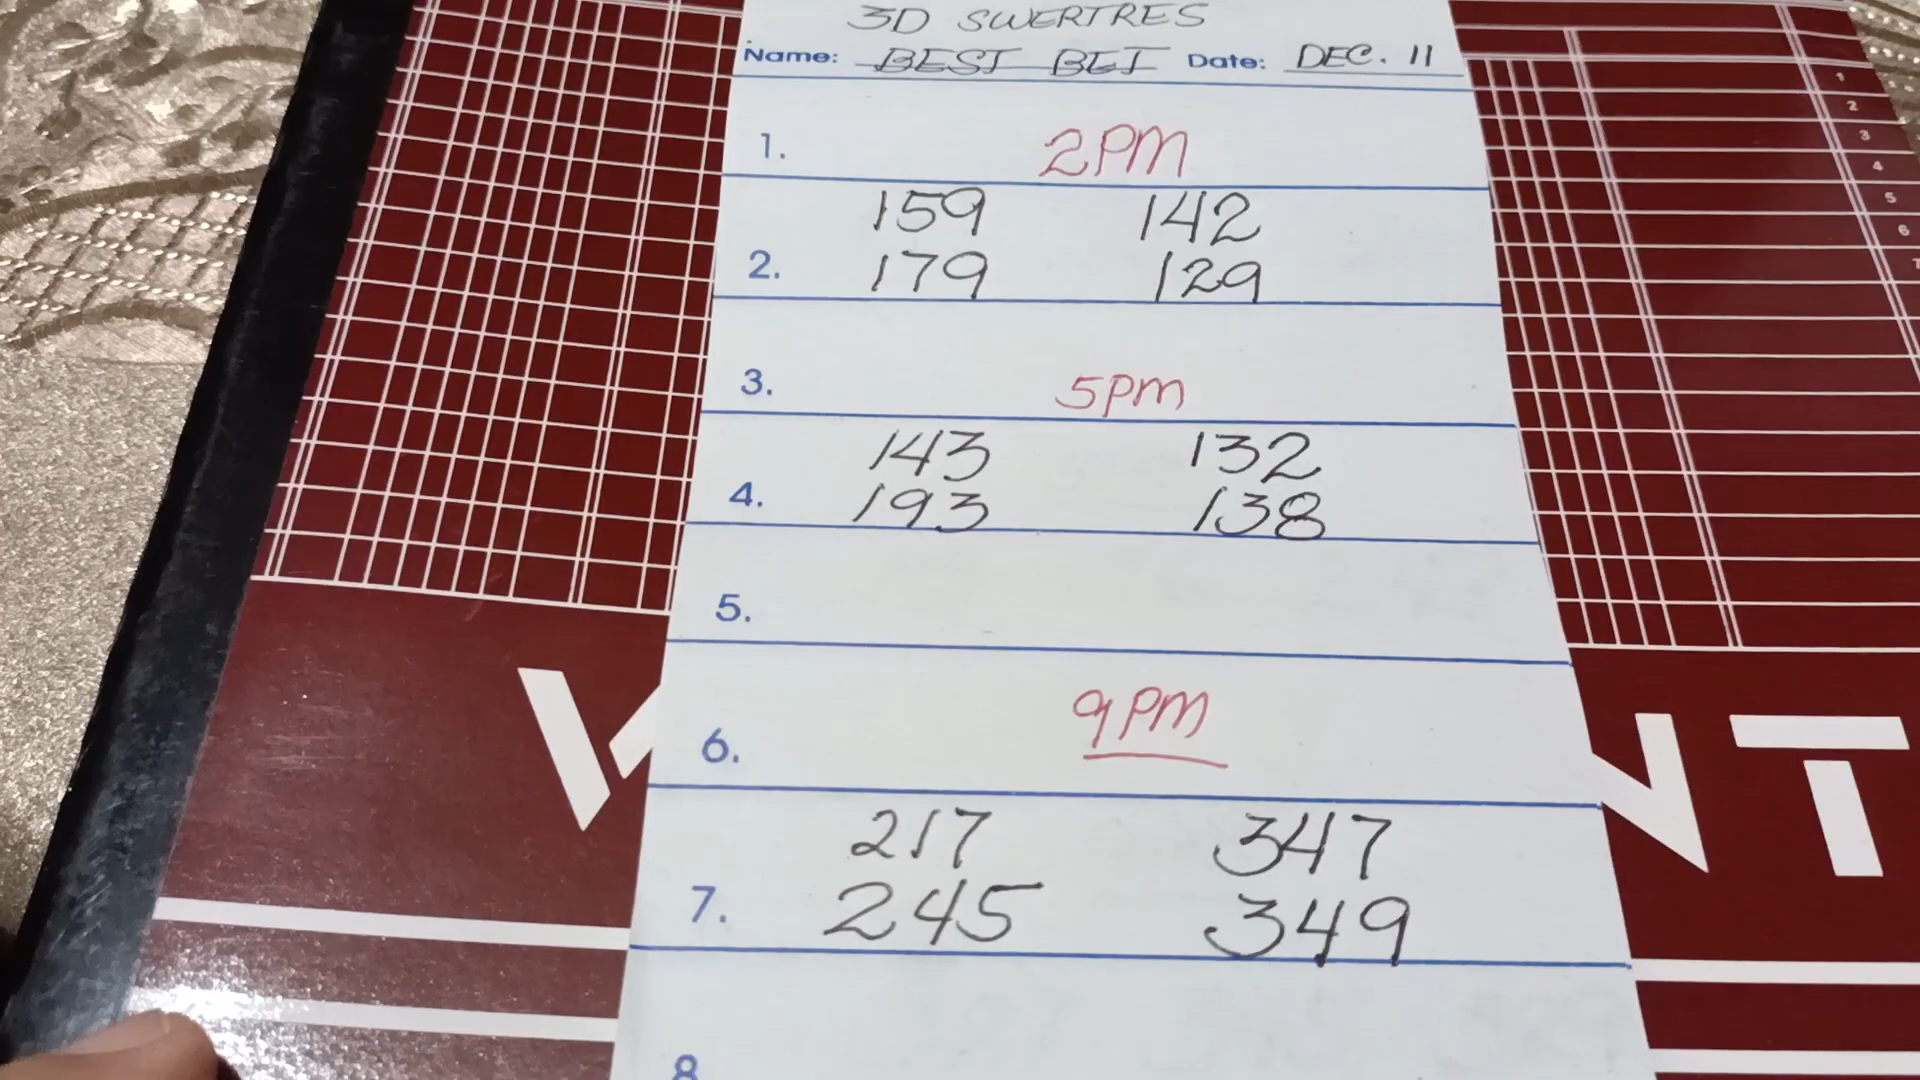 3D SWERTRES
Name: BEST BET Date: DEC. 11
1. 2PM
159 142
2. 179 129
3. 5PM
143 132
4. 193 138
5.
6. 9PM
217 347
7. 245 349
8
1
2
3
4
5
6
7